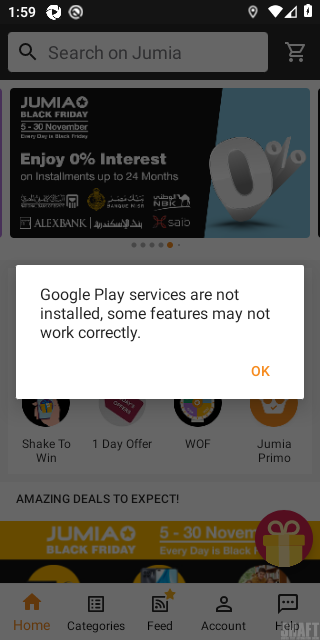 1:59
Search on Jumia
JUMIA
BLACK FRIDAY
5 - 30 November
Every Day is Black Friday
Enjoy 0% Interest
on Installments up to 24 Months
BANQUE MISR
NBK
ALEXBANK
saib
0%
Google Play services are not
installed, some features may not
work correctly.
OK
OFFERS
Shake To
Win
1 Day Offer
WOF
Jumia
Primo
AMAZING DEALS TO EXPECT!
JUMIA
BLACK FRIDAY
5 - 30 Novem
Every Day is Black Friday
Home
Categories
Feed
Account
Help